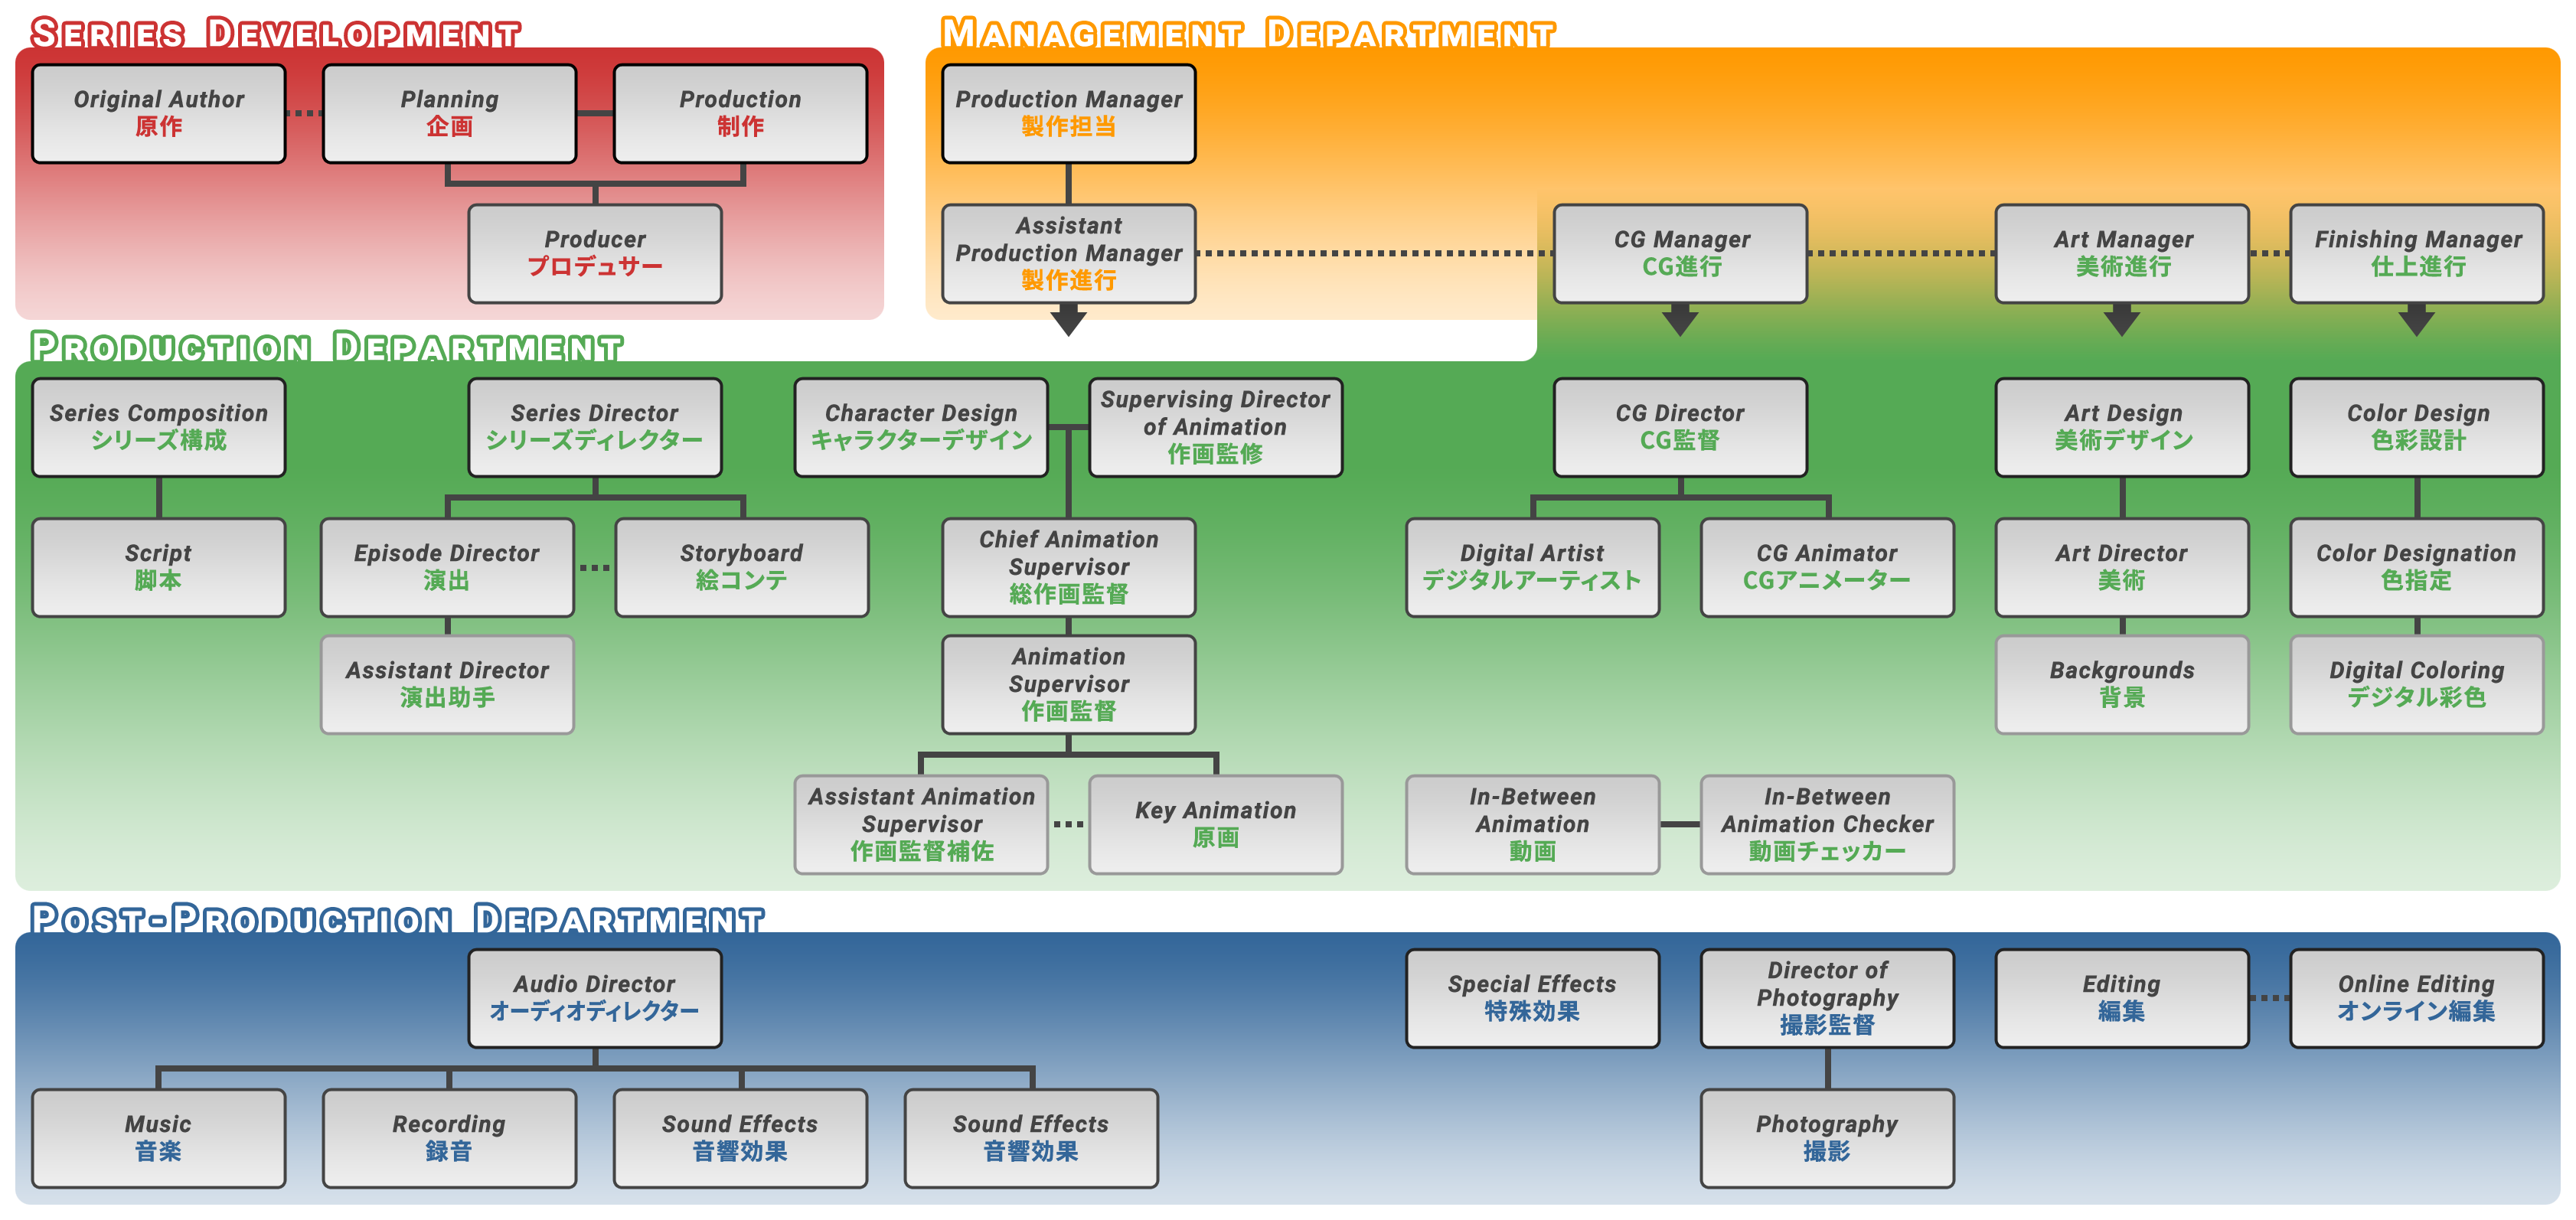 SERIES DEVELOPMENT
Original Author
原作
Planning
企画
Production
制作
Producer
プロデュサー
MANAGEMENT DEPARTMENT
Production Manager
製作担当
Assistant
Production Manager
製作進行
CG Manager
CG進行
Art Manager
美術進行
Finishing Manager
仕上進行
PRODUCTION DEPARTMENT
Series Composition
シリーズ構成
Series Director
シリーズディレクター
Character Design
キャラクターデザイン
Supervising Director
of Animation
作画監修
CG Director
CG監督
Art Design
美術デザイン
Color Design
色彩設計
Script
脚本
Episode Director
演出
Storyboard
絵コンテ
Chief Animation
Supervisor
総作画監督
Digital Artist
デジタルアーティスト
CG Animator
CGアニメーター
Art Director
美術
Color Designation
色指定
Assistant Director
演出助手
Animation
Supervisor
作画監督
Backgrounds
背景
Digital Coloring
デジタル彩色
Assistant Animation
Supervisor
作画監督補佐
Key Animation
原画
In-Between
Animation
動画
In-Between
Animation Checker
動画チェッカー
POST-PRODUCTION DEPARTMENT
Audio Director
オーディオディレクター
Special Effects
特殊効果
Director of
Photography
撮影監督
Editing
編集
Online Editing
オンライン編集
Music
音楽
Recording
録音
Sound Effects
音響効果
Sound Effects
音響効果
Photography
撮影